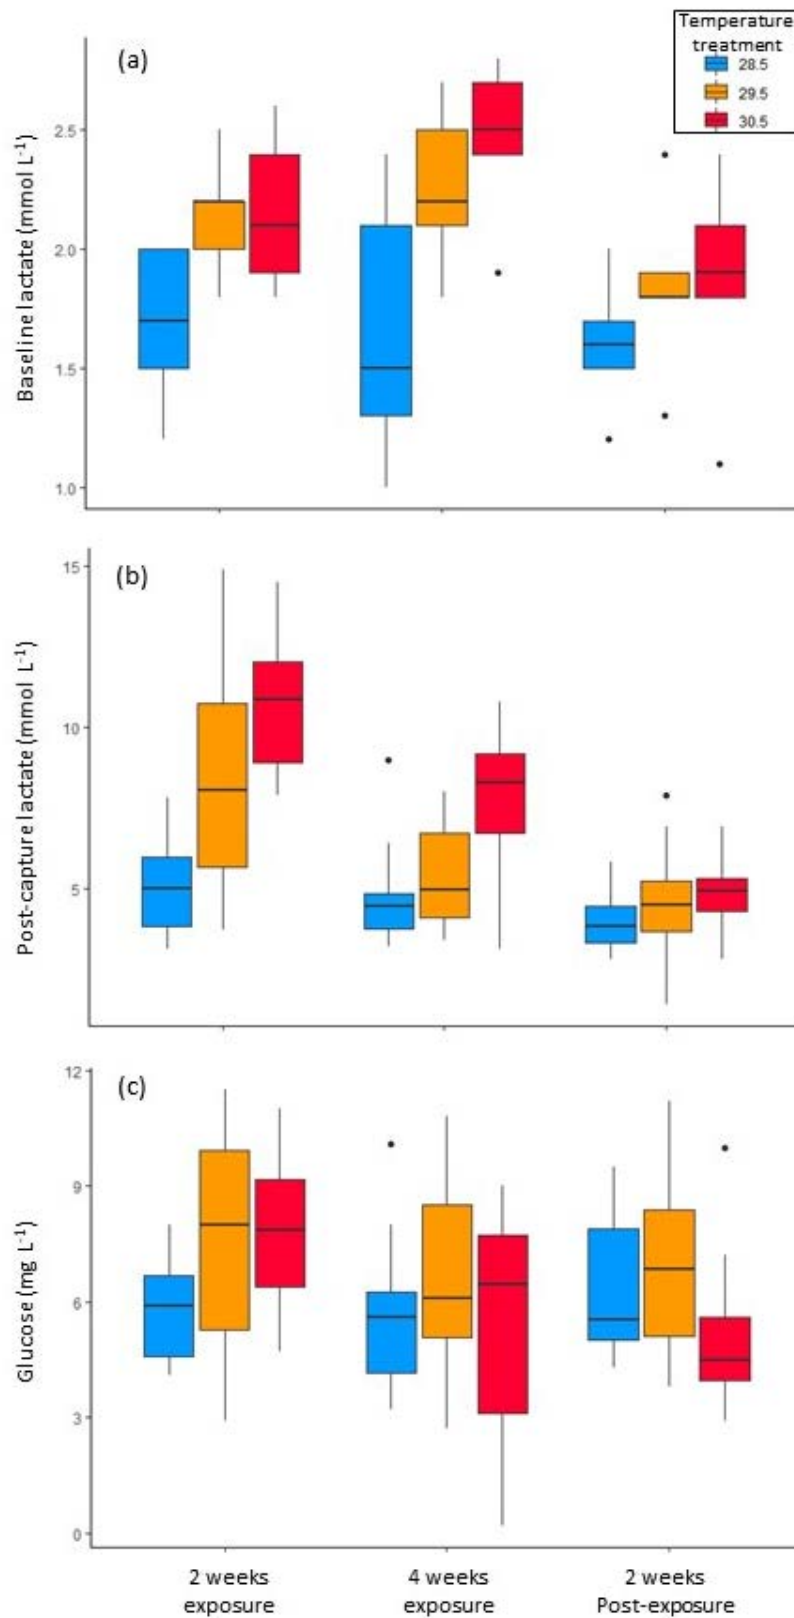 Temperature
treatment
28.5
29.5
30.5
(a)
Baseline lactate (mmol L⁻¹)
2.5
2.0
1.5
1.0
(b)
Post-capture lactate (mmol L⁻¹)
15
10
5
(c)
Glucose (mg L⁻¹)
12
9
6
3
0
2 weeks
exposure
4 weeks
exposure
2 weeks
Post-exposure